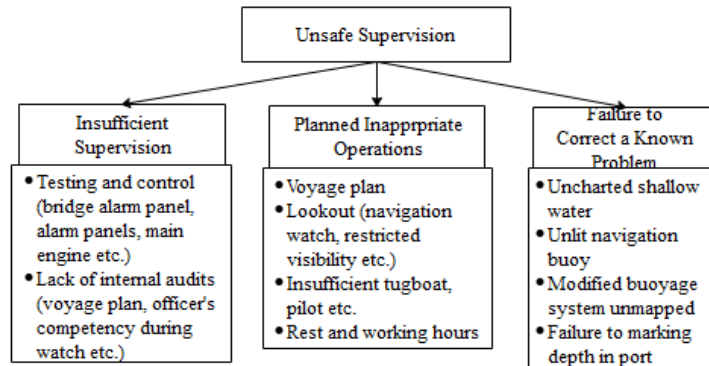 Unsafe Supervision
Insufficient
Supervision
• Testing and control
(bridge alarm panel,
alarm panels, main
engine etc.)
• Lack of internal audits
(voyage plan, officer's
competency during
watch etc.)
Planned Inapprpriate
Operations
• Voyage plan
• Lookout (navigation
watch, restricted
visibility etc.)
• Insufficient tugboat,
pilot etc.
• Rest and working hours
Failure to
Correct a Known
Problem
• Uncharted shallow
water
• Unlit navigation
buoy
• Modified buoyage
system unmapped
• Failure to marking
depth in port